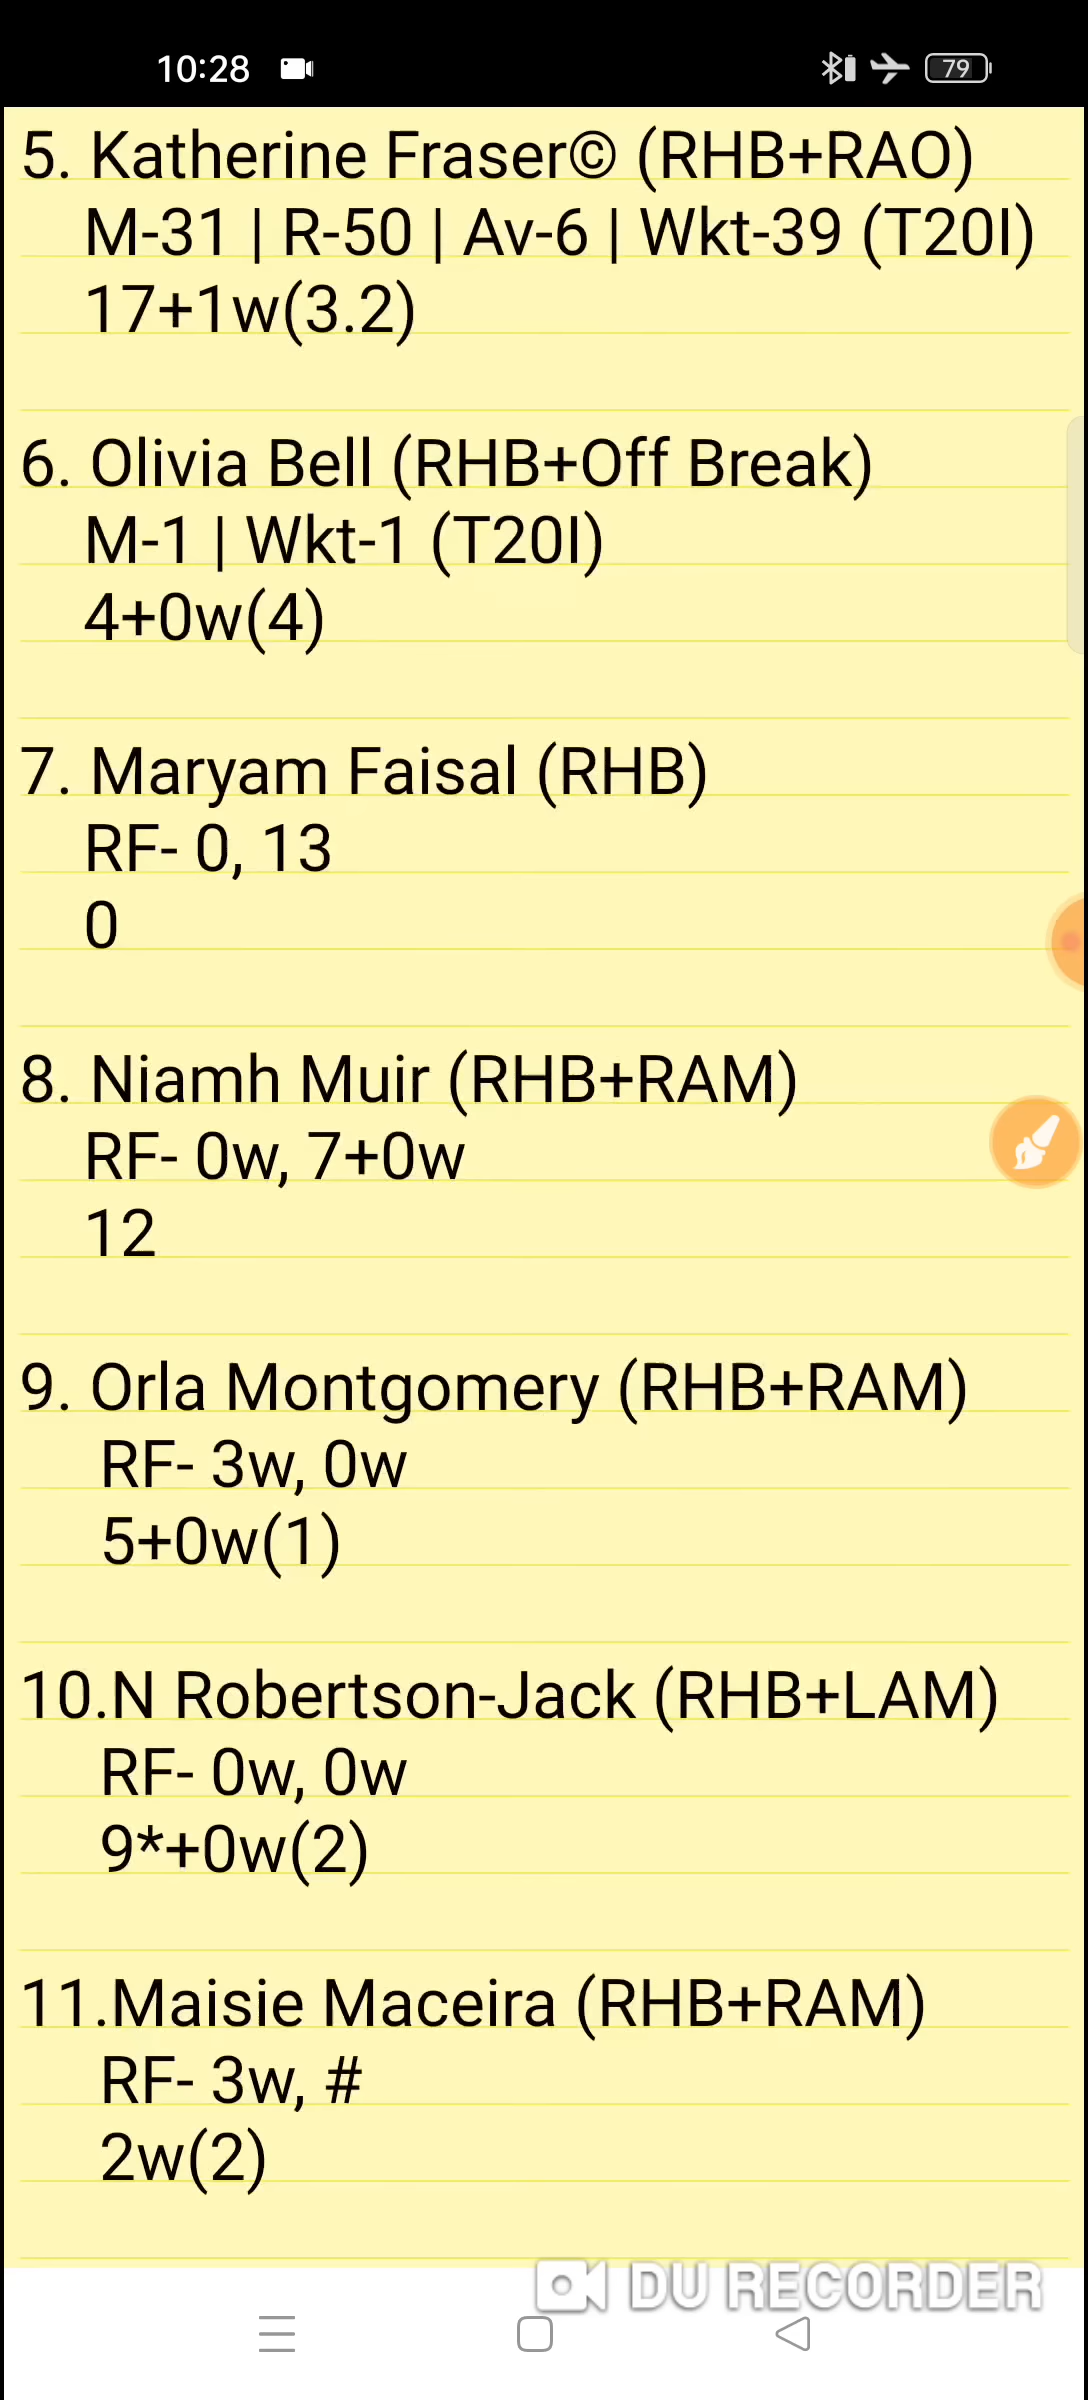 10:28
79
5. Katherine Fraser© (RHB+RAO)
M-31 | R-50 | Av-6 | Wkt-39 (T20I)
17+1w(3.2)
6. Olivia Bell (RHB+Off Break)
M-1 | Wkt-1 (T20I)
4+0w(4)
7. Maryam Faisal (RHB)
RF- 0, 13
0
8. Niamh Muir (RHB+RAM)
RF- 0w, 7+0w
12
9. Orla Montgomery (RHB+RAM)
RF- 3w, 0w
5+0w(1)
10.N Robertson-Jack (RHB+LAM)
RF- 0w, 0w
9*+0w(2)
11.Maisie Maceira (RHB+RAM)
RF- 3w, #
2w(2)
DU RECORDER